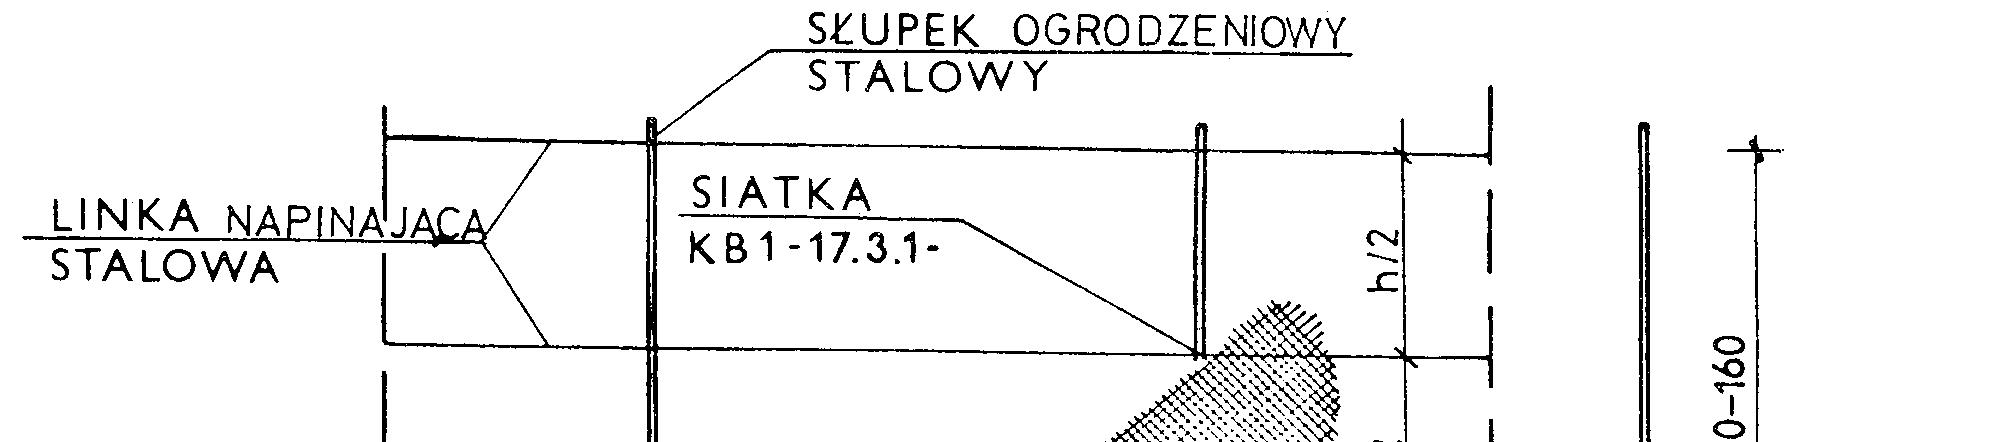 SŁUPEK OGRODZENIOWY
STALOWY
LINKA NAPINAJĄCA
STALOWA
SIATKA
KB1-17.3.1-
h/2
0-160